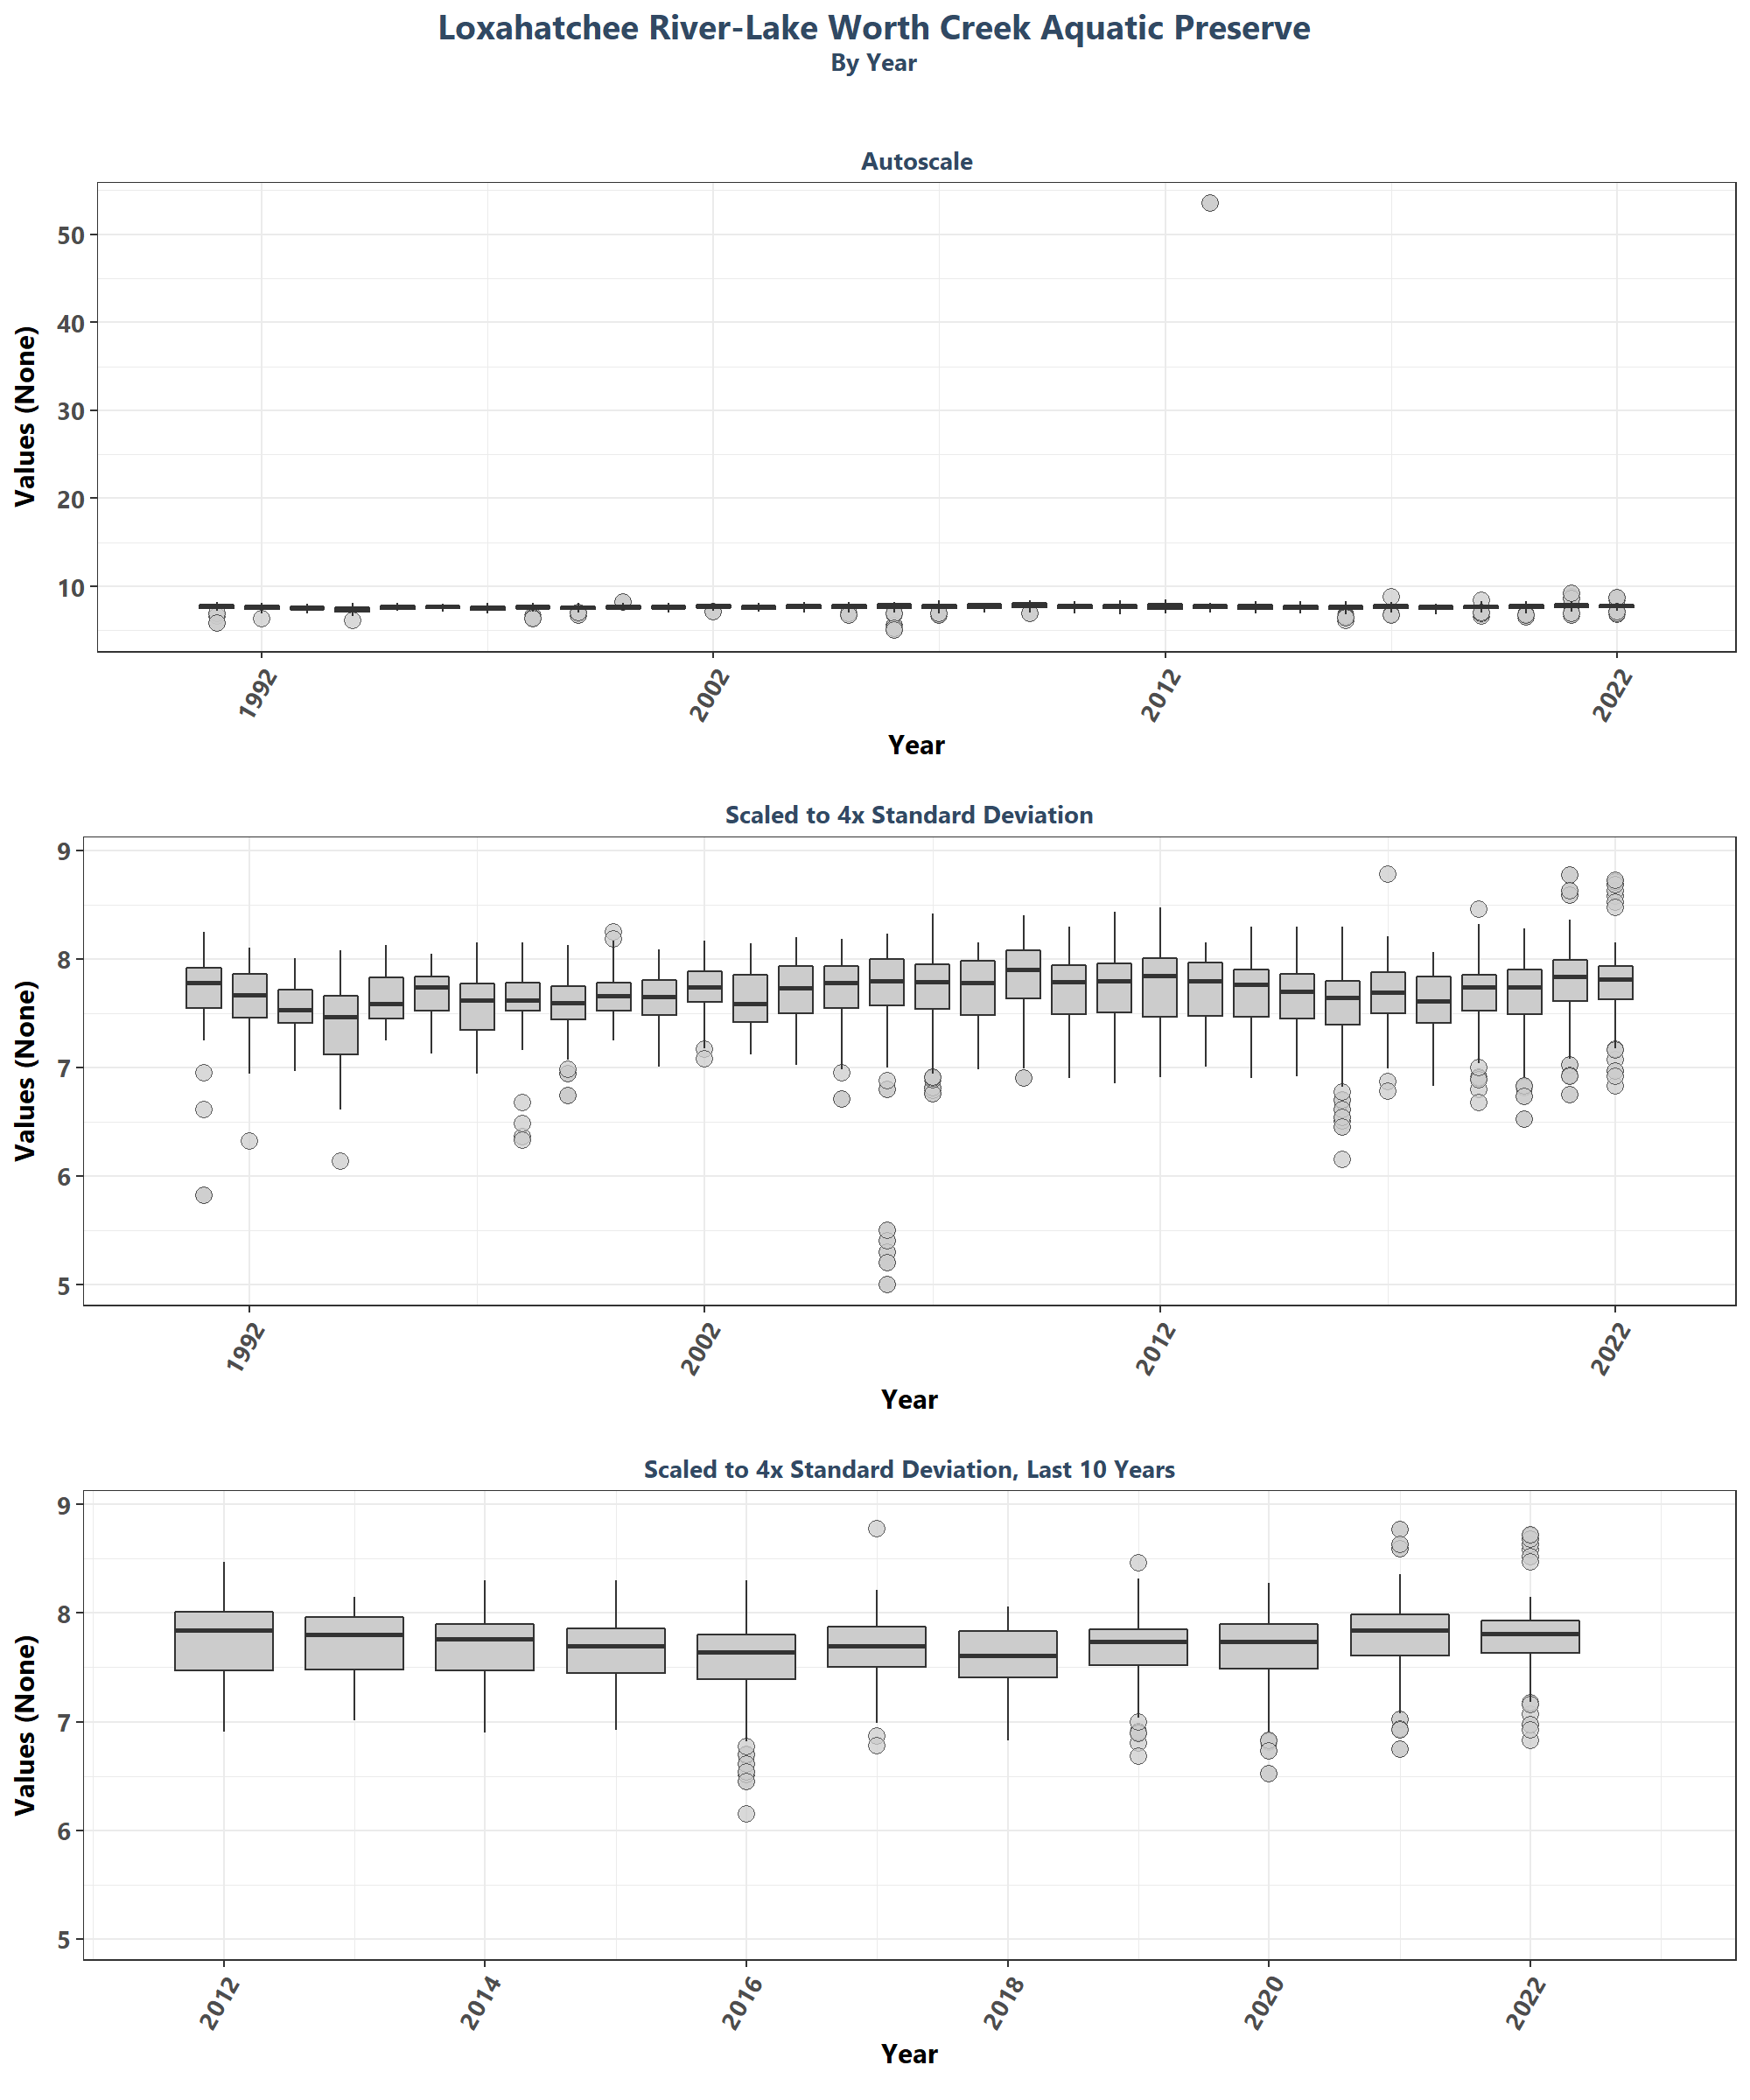 Loxahatchee River-Lake Worth Creek Aquatic Preserve
By Year
Autoscale
Values (None)
50
40
30
20
10
1992
2002
2012
2022
Year
Scaled to 4x Standard Deviation
Values (None)
9
8
7
6
5
1992
2002
2012
2022
Year
Scaled to 4x Standard Deviation, Last 10 Years
Values (None)
9
8
7
6
5
2012
2014
2016
2018
2020
2022
Year